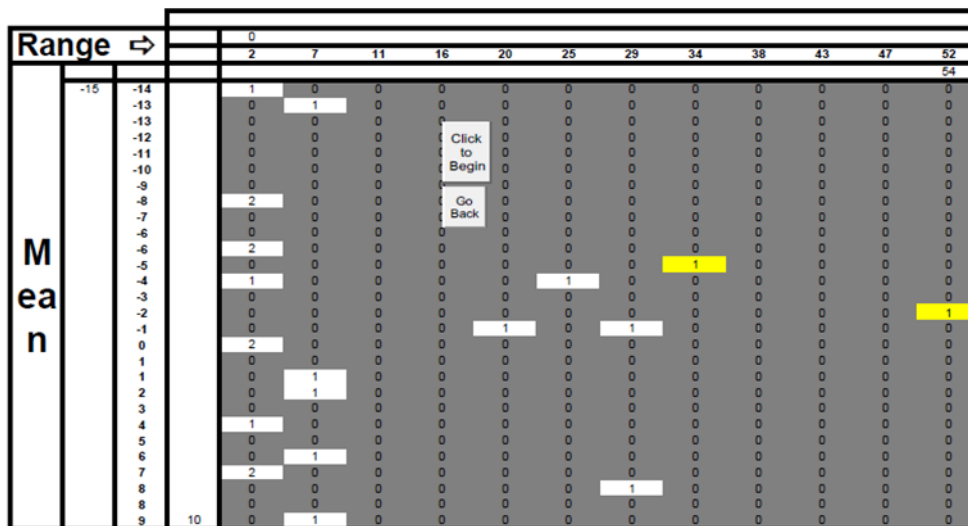 Range ⇨
0
2 7 11 16 20 25 29 34 38 43 47 52
54
-15 -14 1 0 0 0 0 0 0 0 0 0 0 0
-13 0 1 0 0 0 0 0 0 0 0 0 0
-13 0 0 0 0 0 0 0 0 0 0 0 0
-12 0 0 0 0 0 0 0 0 0 0 0 0
-11 0 0 0 0 0 0 0 0 0 0 0 0
-10 0 0 0 0 0 0 0 0 0 0 0 0
-9 0 0 0 0 0 0 0 0 0 0 0 0
-8 2 0 0 0 0 0 0 0 0 0 0 0
-7 0 0 0 0 0 0 0 0 0 0 0 0
-6 0 0 0 0 0 0 0 0 0 0 0 0
-6 2 0 0 0 0 0 0 0 0 0 0 0
-5 0 0 0 0 0 0 0 1 0 0 0 0
-4 1 0 0 0 0 1 0 0 0 0 0 0
-3 0 0 0 0 0 0 0 0 0 0 0 0
-2 0 0 0 0 0 0 0 0 0 0 0 1
-1 0 0 0 0 1 0 1 0 0 0 0 0
0 2 0 0 0 0 0 0 0 0 0 0 0
1 0 0 0 0 0 0 0 0 0 0 0 0
1 0 1 0 0 0 0 0 0 0 0 0 0
2 0 1 0 0 0 0 0 0 0 0 0 0
3 0 0 0 0 0 0 0 0 0 0 0 0
4 1 0 0 0 0 0 0 0 0 0 0 0
5 0 0 0 0 0 0 0 0 0 0 0 0
6 0 1 0 0 0 0 0 0 0 0 0 0
7 2 0 0 0 0 0 0 0 0 0 0 0
8 0 0 0 0 0 0 1 0 0 0 0 0
8 0 0 0 0 0 0 0 0 0 0 0 0
9 10 0 1 0 0 0 0 0 0 0 0 0 0
M
ea
n
Click
to
Begin
Go
Back